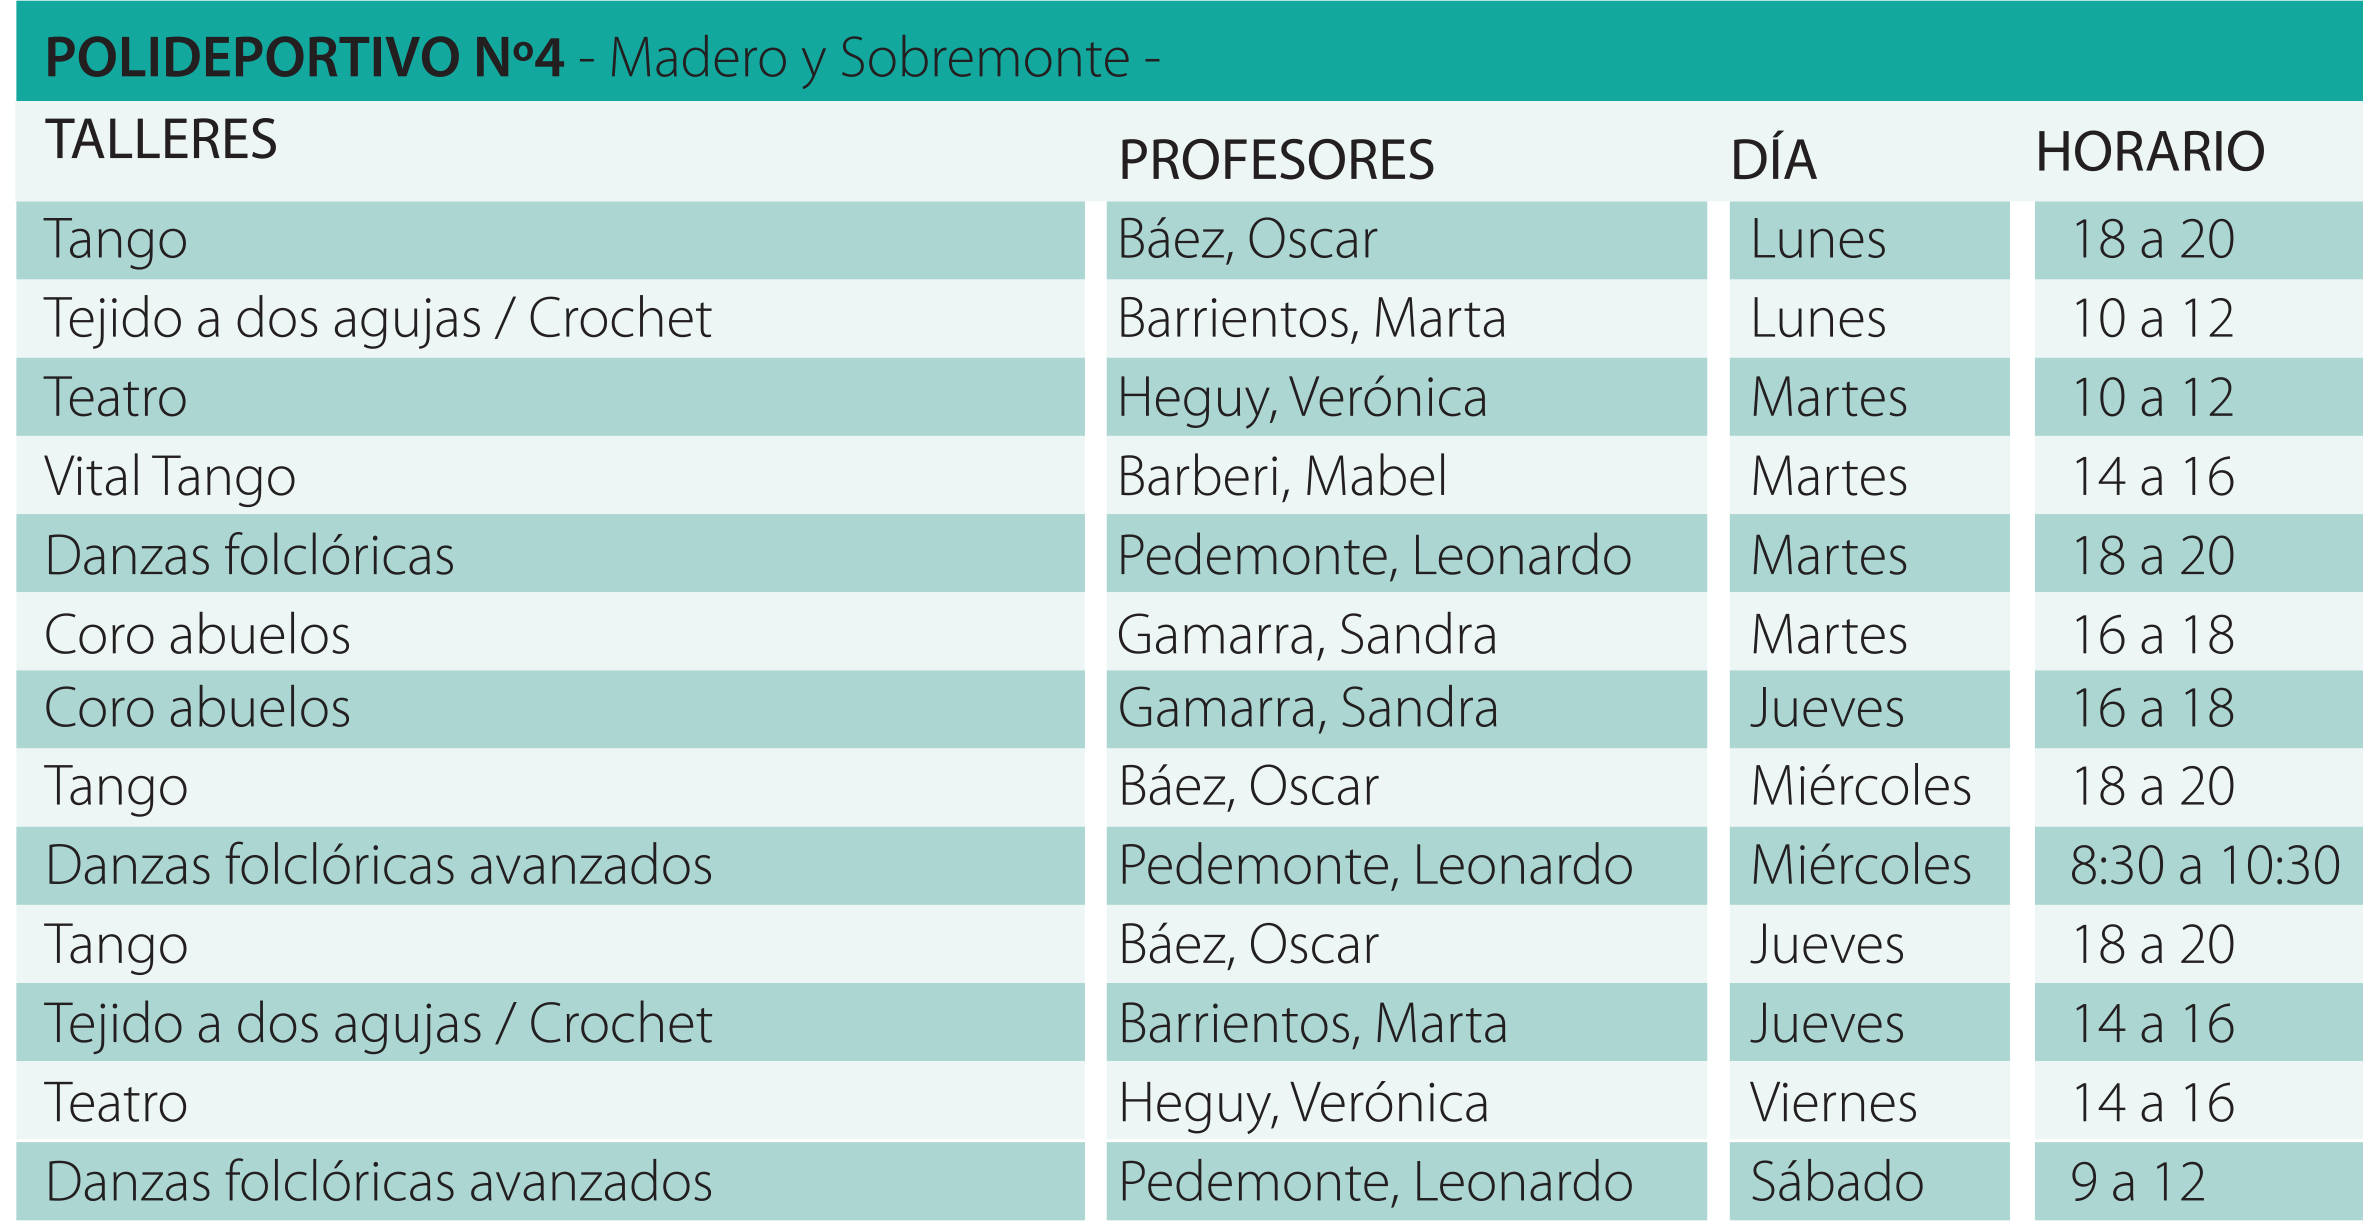 POLIDEPORTIVO Nº4 - Madero y Sobremonte -
TALLERES PROFESORES DÍA HORARIO
Tango Báez, Oscar Lunes 18 a 20
Tejido a dos agujas / Crochet Barrientos, Marta Lunes 10 a 12
Teatro Heguy, Verónica Martes 10 a 12
Vital Tango Barberi, Mabel Martes 14 a 16
Danzas folclóricas Pedemonte, Leonardo Martes 18 a 20
Coro abuelos Gamarra, Sandra Martes 16 a 18
Coro abuelos Gamarra, Sandra Jueves 16 a 18
Tango Báez, Oscar Miércoles 18 a 20
Danzas folclóricas avanzados Pedemonte, Leonardo Miércoles 8:30 a 10:30
Tango Báez, Oscar Jueves 18 a 20
Tejido a dos agujas / Crochet Barrientos, Marta Jueves 14 a 16
Teatro Heguy, Verónica Viernes 14 a 16
Danzas folclóricas avanzados Pedemonte, Leonardo Sábado 9 a 12